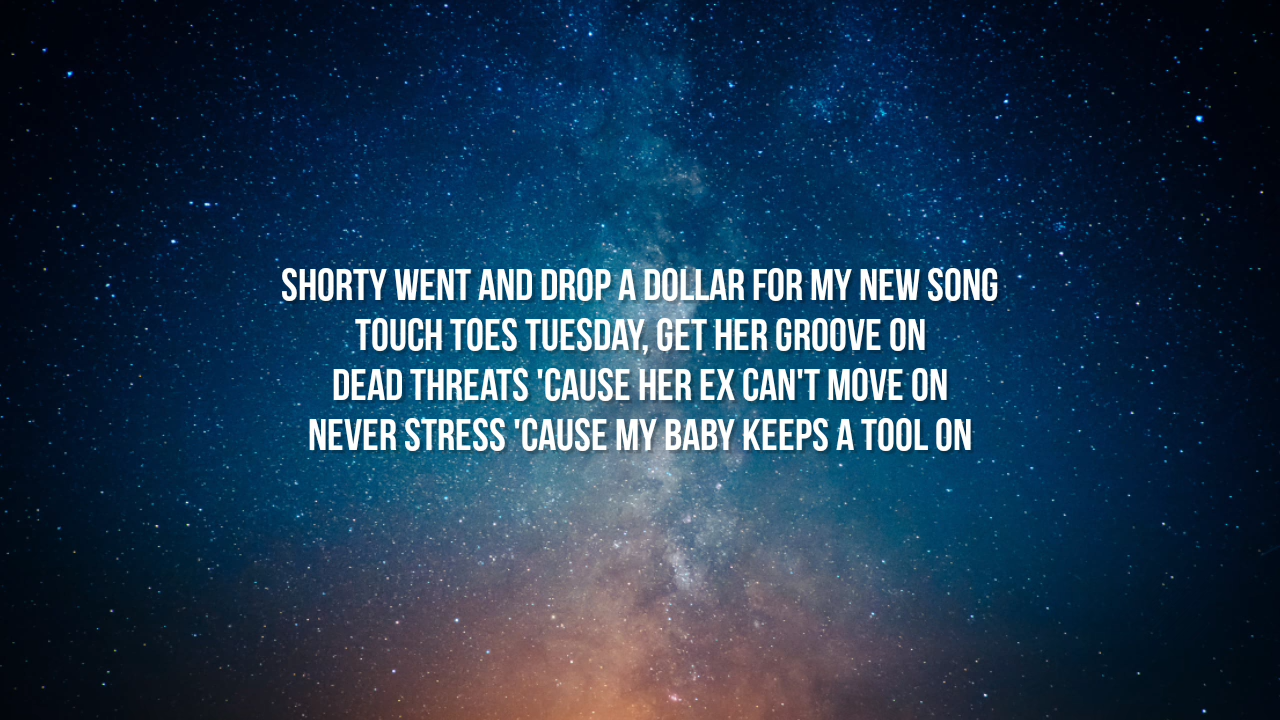 SHORTY WENT AND DROP A DOLLAR FOR MY NEW SONG
TOUCH TOES TUESDAY, GET HER GROOVE ON
DEAD THREATS 'CAUSE HER EX CAN'T MOVE ON
NEVER STRESS 'CAUSE MY BABY KEEPS A TOOL ON